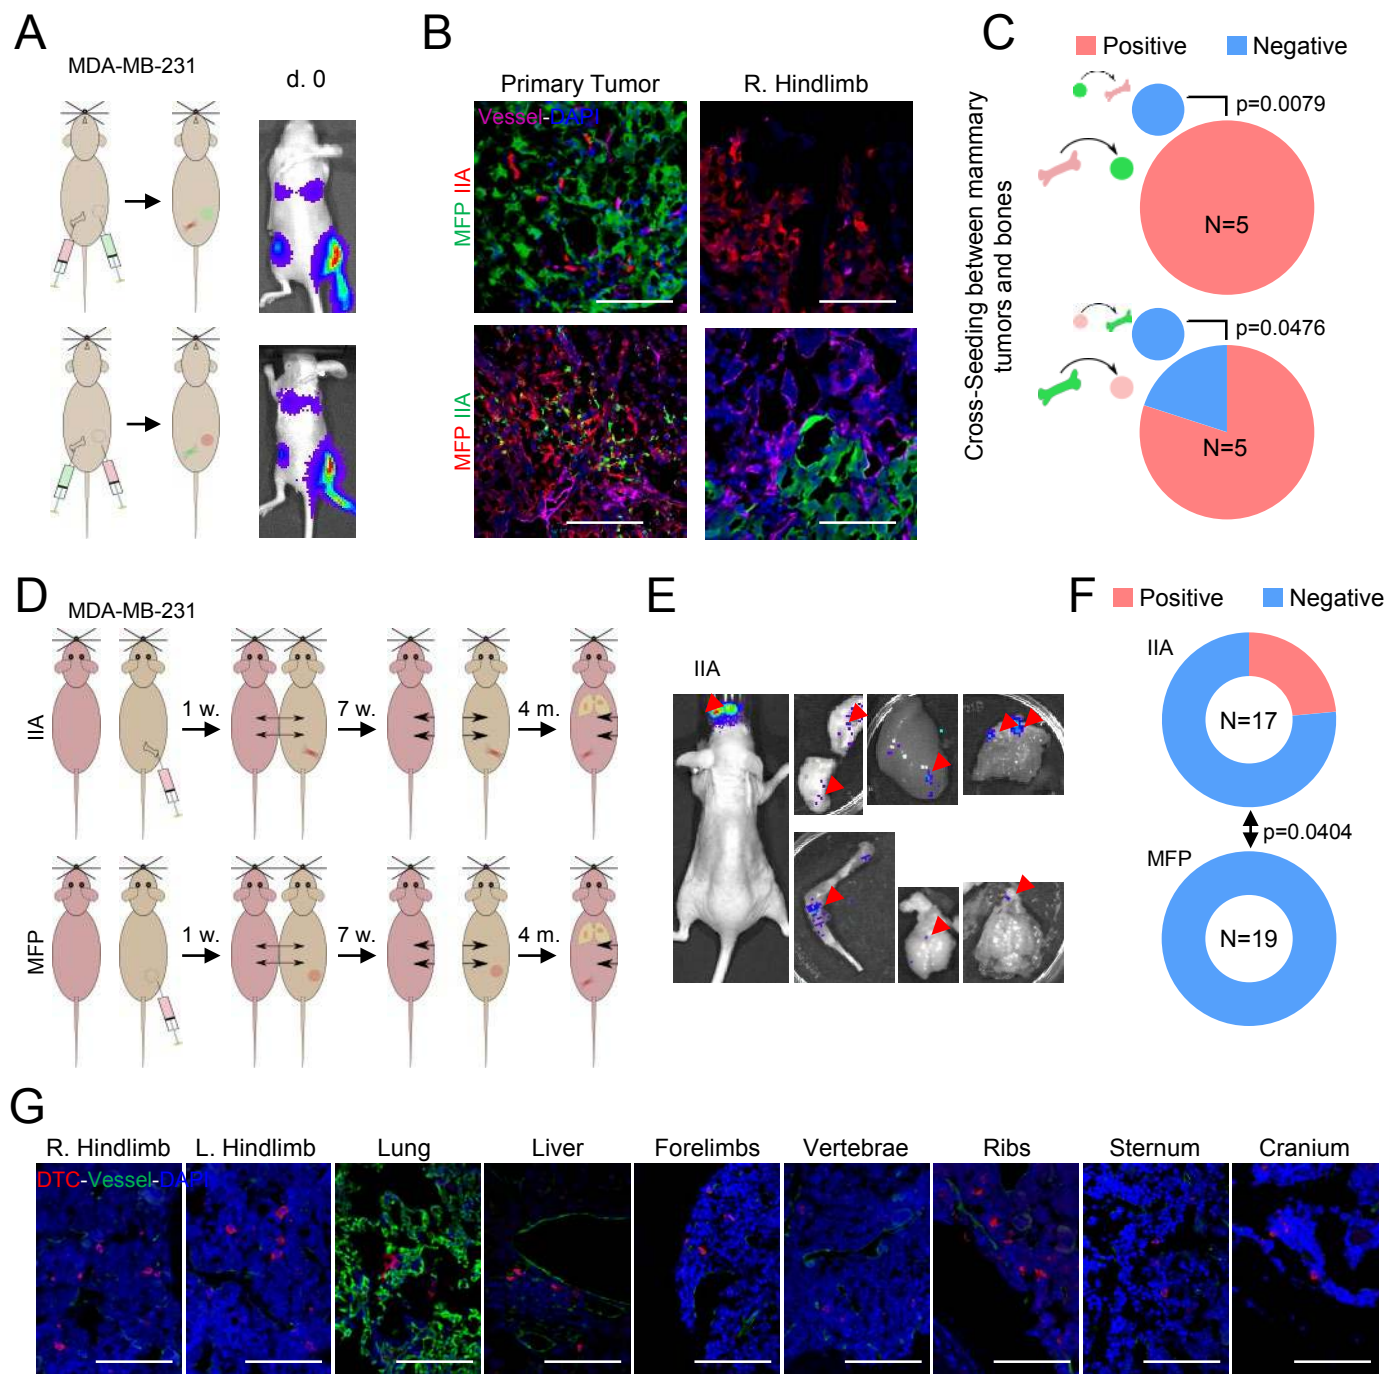 A
MDA-MB-231
d. 0
B
Primary Tumor
R. Hindlimb
Vessel-DAPI
MFP IIA
MFP IIA
C
Positive
Negative
Cross-Seeding between mammary
tumors and bones
p=0.0079
N=5
p=0.0476
N=5
D
MDA-MB-231
IIA
1 w.
7 w.
4 m.
MFP
1 w.
7 w.
4 m.
E
IIA
F
Positive
Negative
IIA
N=17
p=0.0404
MFP
N=19
G
R. Hindlimb
L. Hindlimb
Lung
Liver
Forelimbs
Vertebrae
Ribs
Sternum
Cranium
DTC-Vessel-DAPI